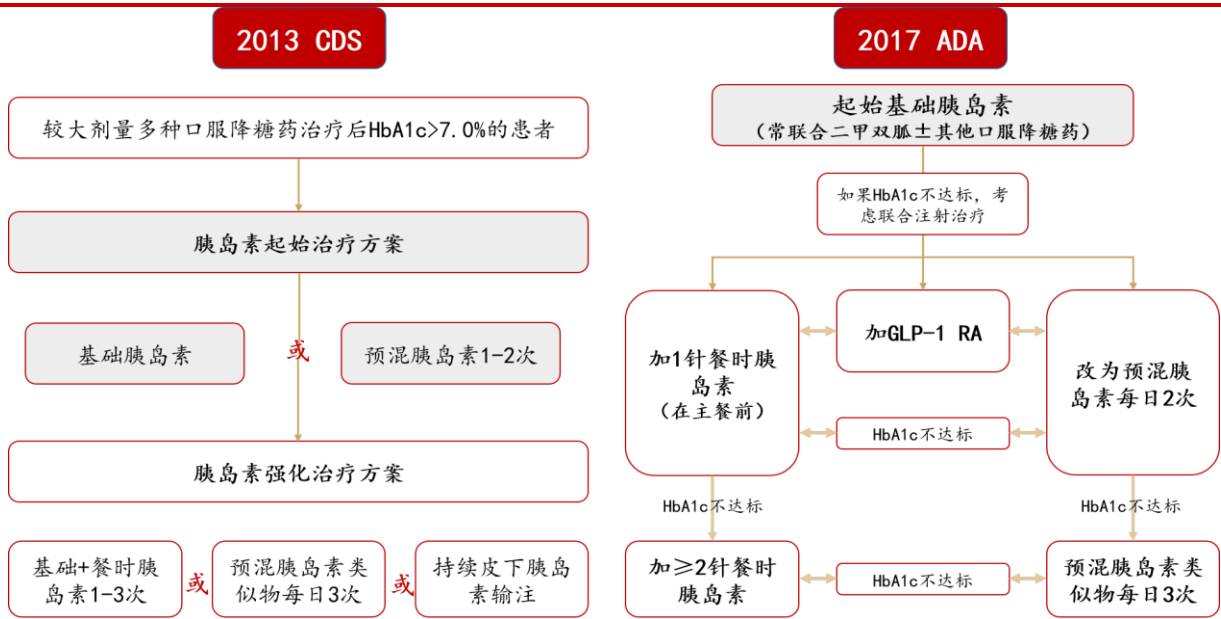 2013 CDS
较大剂量多种口服降糖药治疗后HbA1c>7.0%的患者
胰岛素起始治疗方案
基础胰岛素
或
预混胰岛素1-2次
胰岛素强化治疗方案
基础+餐时胰
岛素1-3次
或
预混胰岛素类
似物每日3次
或
持续皮下胰岛
素输注
2017 ADA
起始基础胰岛素
（常联合二甲双胍±其他口服降糖药）
如果HbA1c不达标，考
虑联合注射治疗
加1针餐时胰
岛素
（在主餐前）
加GLP-1 RA
改为预混胰
岛素每日2次
HbA1c不达标
HbA1c不达标
HbA1c不达标
加≥2针餐时
胰岛素
HbA1c不达标
预混胰岛素类
似物每日3次